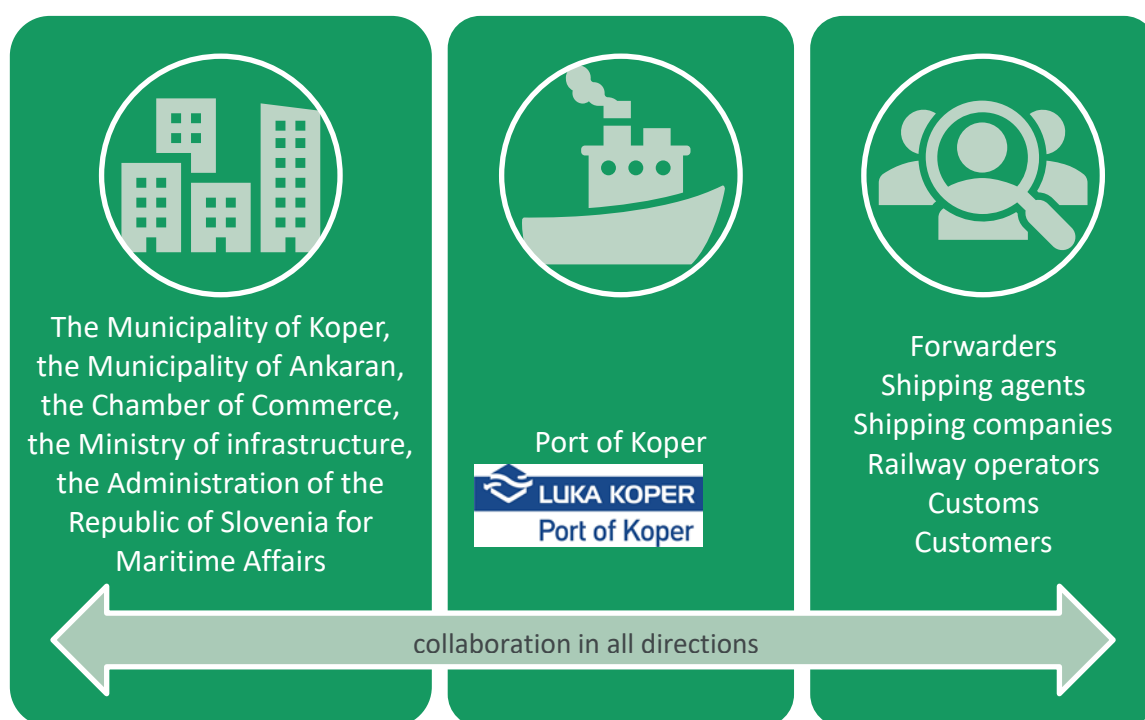 The Municipality of Koper,
the Municipality of Ankaran,
the Chamber of Commerce,
the Ministry of infrastructure,
the Administration of the
Republic of Slovenia for
Maritime Affairs
Port of Koper
LUKA KOPER
Port of Koper
Forwarders
Shipping agents
Shipping companies
Railway operators
Customs
Customers
collaboration in all directions